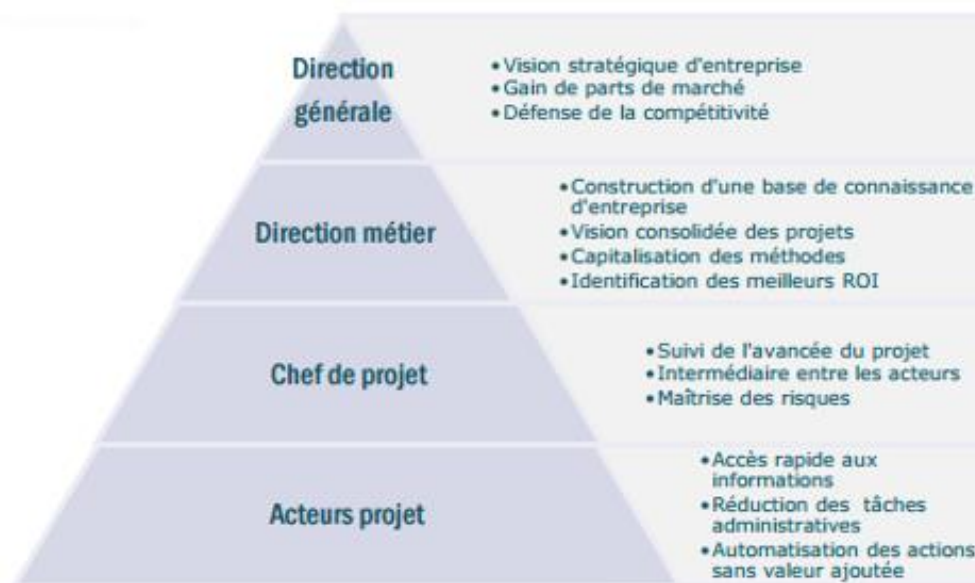 Direction
générale
• Vision stratégique d'entreprise
• Gain de parts de marché
• Défense de la compétitivité
Direction métier
• Construction d'une base de connaissance
d'entreprise
• Vision consolidée des projets
• Capitalisation des méthodes
• Identification des meilleurs ROI
Chef de projet
• Suivi de l'avancée du projet
• Intermédiaire entre les acteurs
• Maîtrise des risques
Acteurs projet
• Accès rapide aux
informations
• Réduction des tâches
administratives
• Automatisation des actions
sans valeur ajoutée